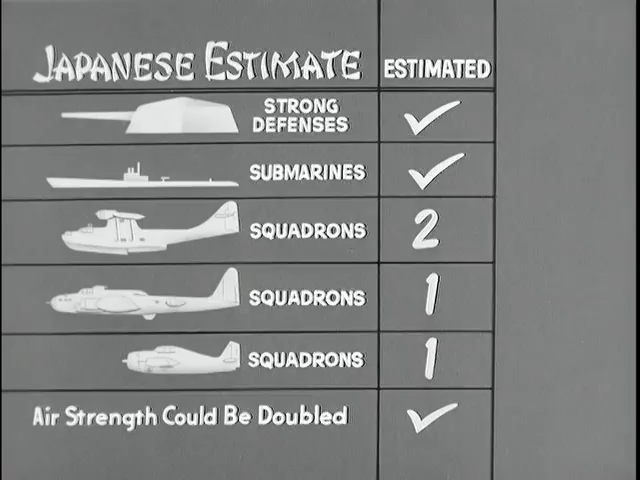 JAPANESE ESTIMATE
ESTIMATED
STRONG
DEFENSES
✓
SUBMARINES
✓
SQUADRONS
2
SQUADRONS
1
SQUADRONS
1
Air Strength Could Be Doubled
✓